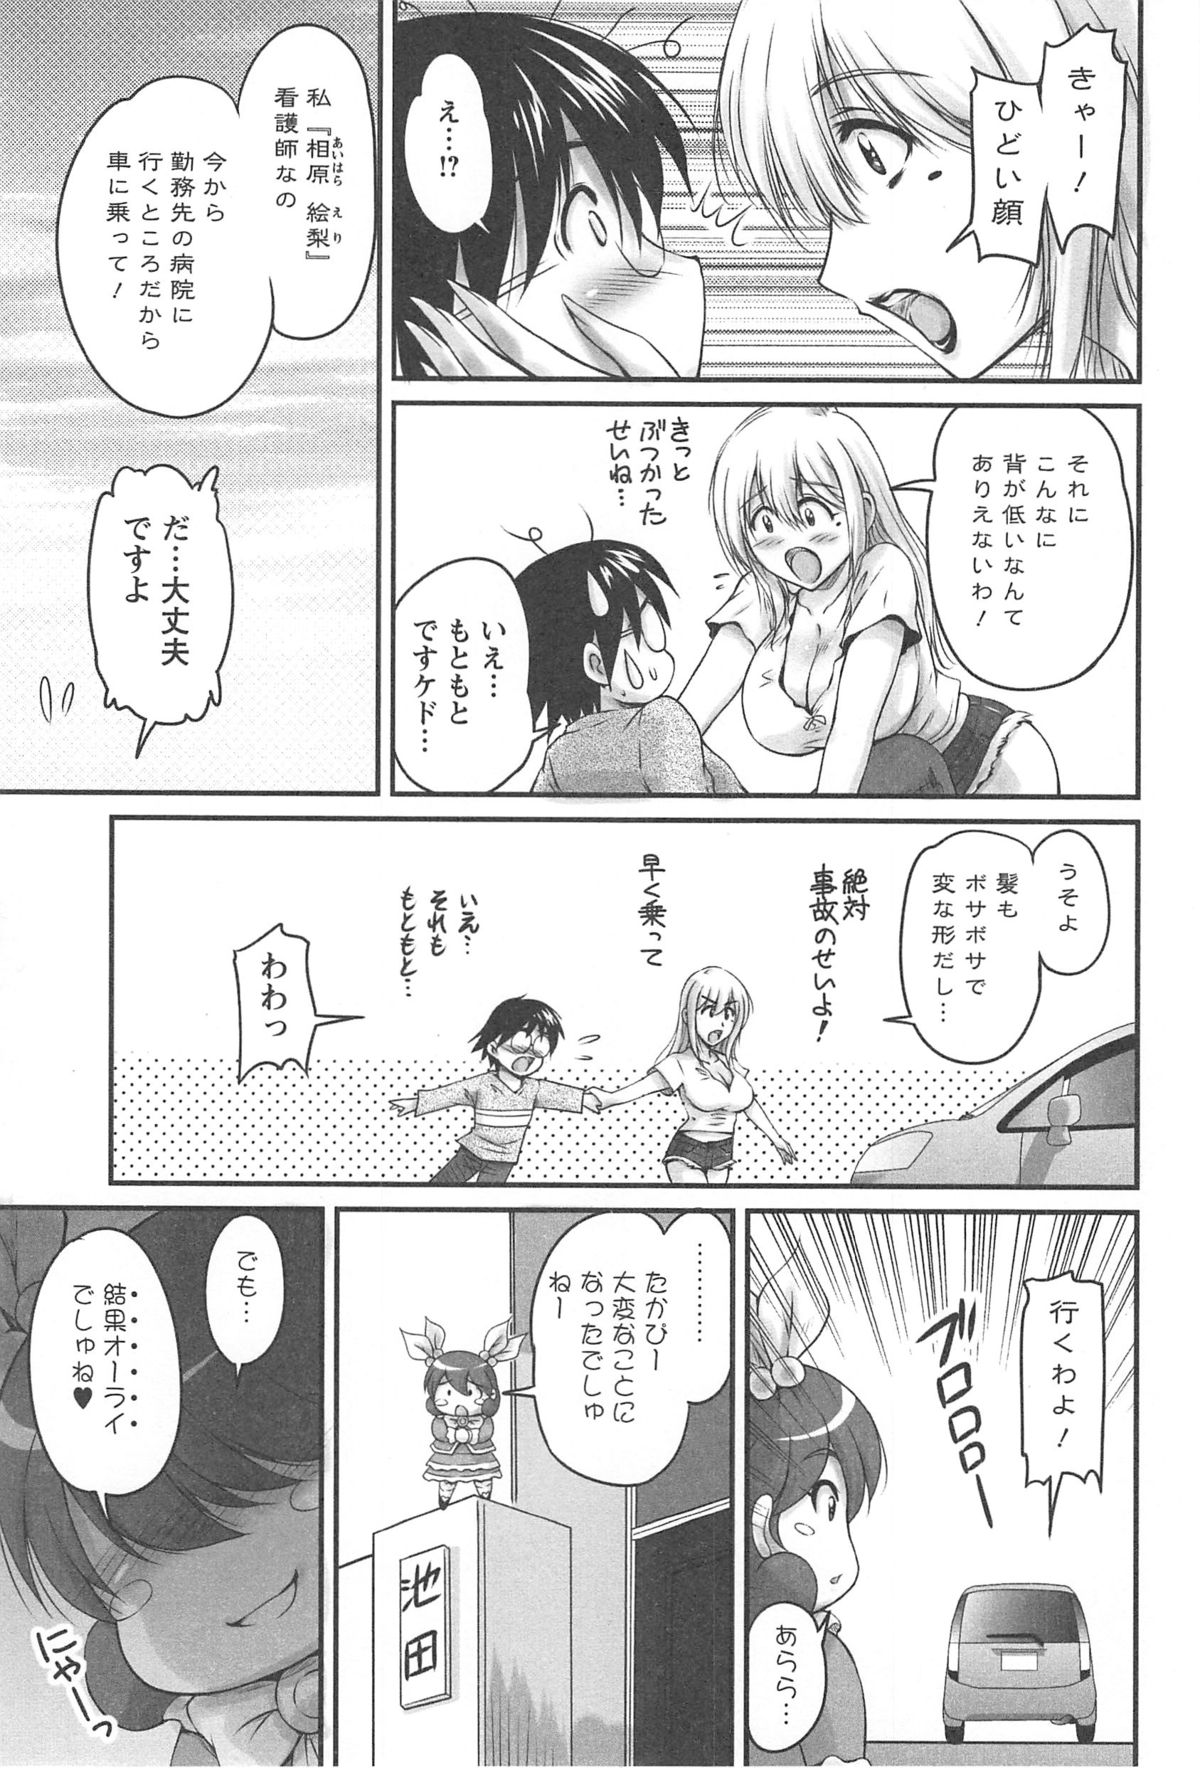 きゃー！
ひどい顔
え…!?
それに
こんなに
背が低いなんて
ありえないわ！
きっと
ぶつかった
せいね…
いえ…
もともと
ですケド…
私『相原 絵梨』
あいはら えり
看護師なの
今から
勤務先の病院に
行くところだから
車に乗って！
だ…大丈夫
ですよ
うそよ
髪も
ボサボサで
変な形だし…
絶対
事故のせいよ！
早く乗って
いえ…
それも
もともと…
わわっ
行くわよ！
ブロロロー
あらら…
………
たかぴー
大変なことに
なったでしゅ
ねー
池田
でも…
結果オーライ
でしゅね♥
にゃーっ